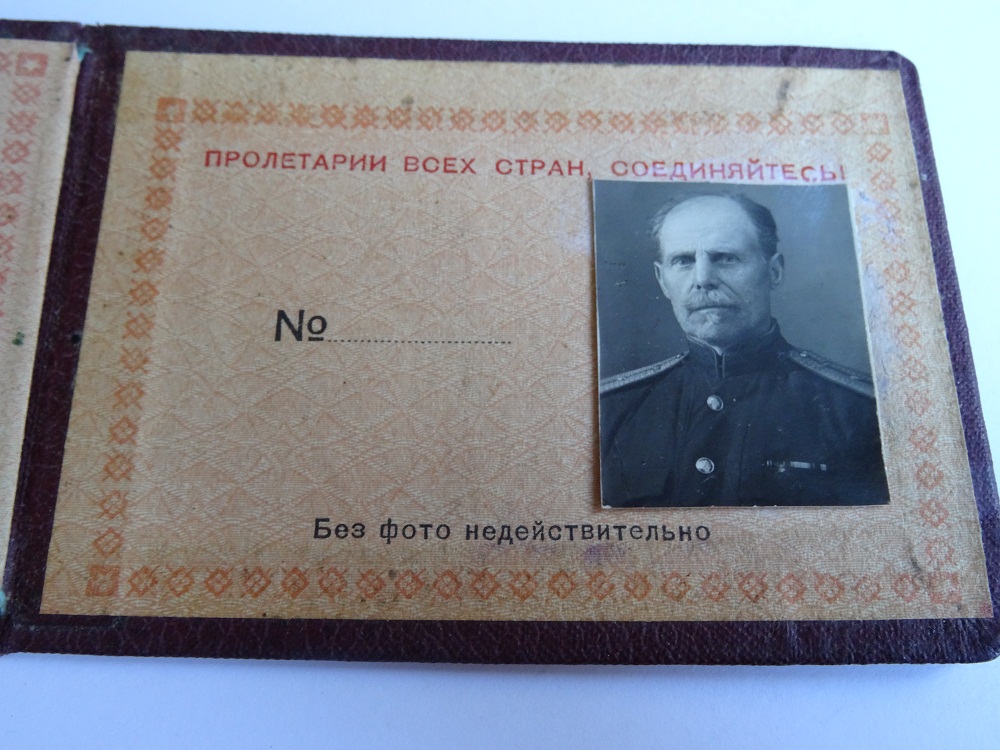 ПРОЛЕТАРИИ ВСЕХ СТРАН, СОЕДИНЯЙТЕСЬ!
№
Без фото недействительно